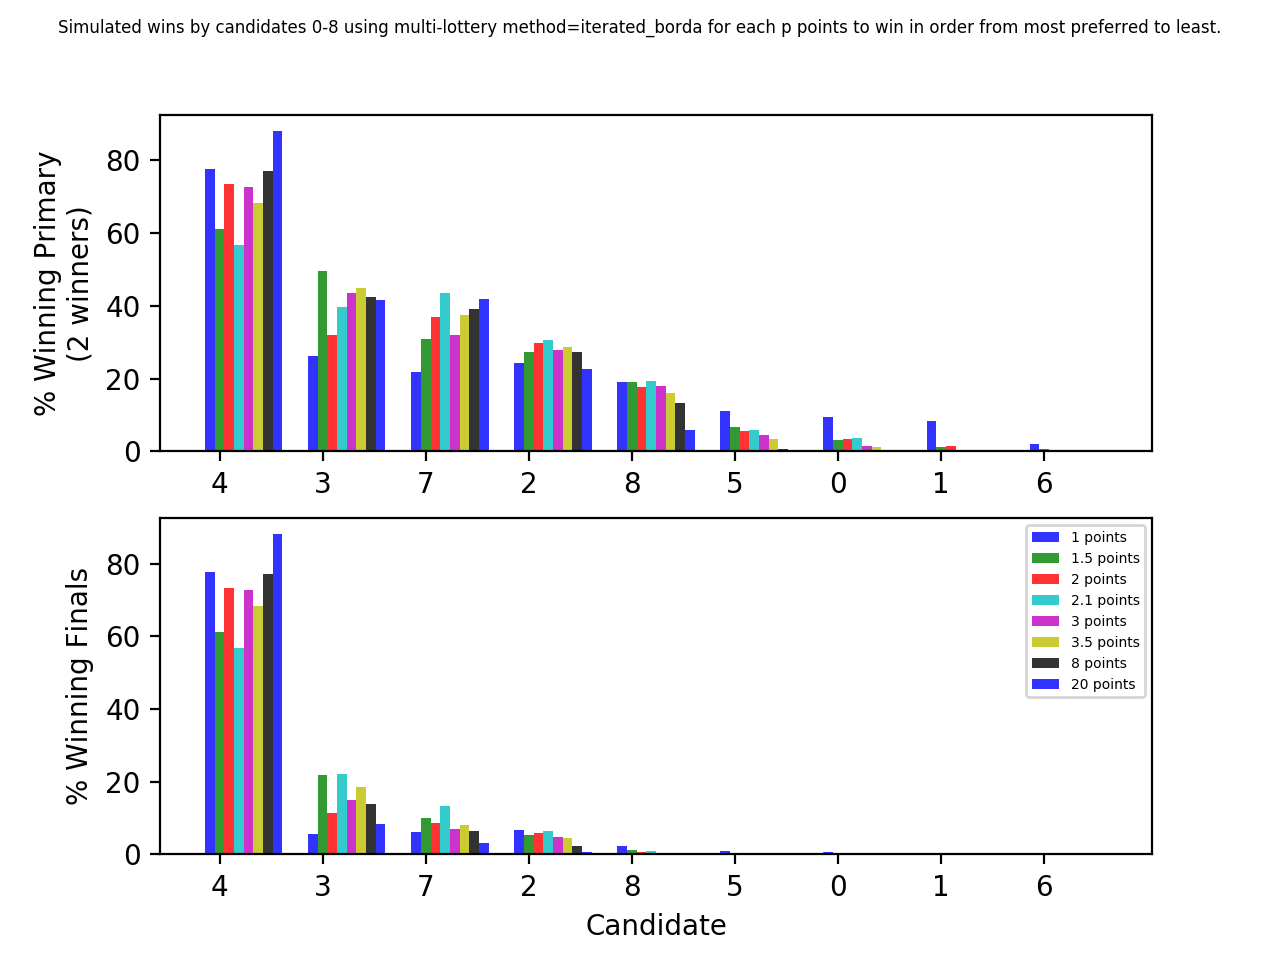 Simulated wins by candidates 0-8 using multi-lottery method=iterated_borda for each p points to win in order from most preferred to least.
% Winning Primary
(2 winners)
80
60
40
20
0
4 3 7 2 8 5 0 1 6
% Winning Finals
80
60
40
20
0
1 points
1.5 points
2 points
2.1 points
3 points
3.5 points
8 points
20 points
4 3 7 2 8 5 0 1 6
Candidate